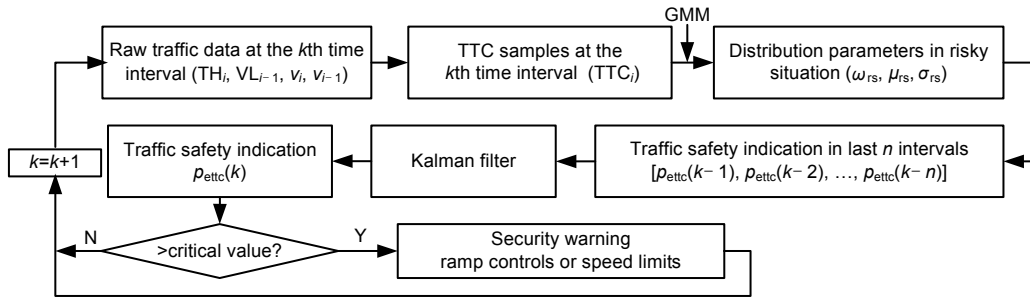 GMM
Raw traffic data at the kth time
interval (THᵢ, VLᵢ₋₁, vᵢ, vᵢ₋₁)
TTC samples at the
kth time interval (TTCᵢ)
Distribution parameters in risky
situation (ωrs, μrs, σrs)
k=k+1
Traffic safety indication
pettc(k)
Kalman filter
Traffic safety indication in last n intervals
[pettc(k−1), pettc(k−2), …, pettc(k−n)]
N
>critical value?
Y
Security warning
ramp controls or speed limits